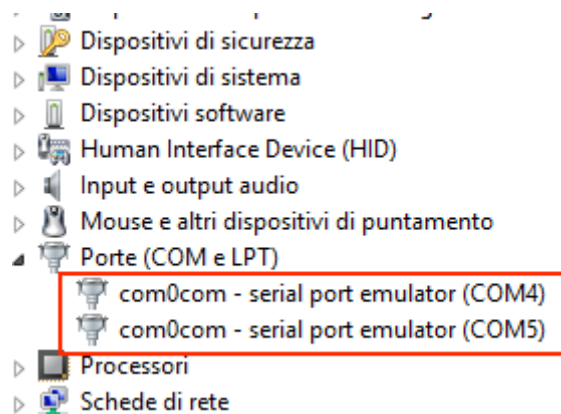 Dispositivi di sicurezza
Dispositivi di sistema
Dispositivi software
Human Interface Device (HID)
Input e output audio
Mouse e altri dispositivi di puntamento
Porte (COM e LPT)
com0com - serial port emulator (COM4)
com0com - serial port emulator (COM5)
Processori
Schede di rete